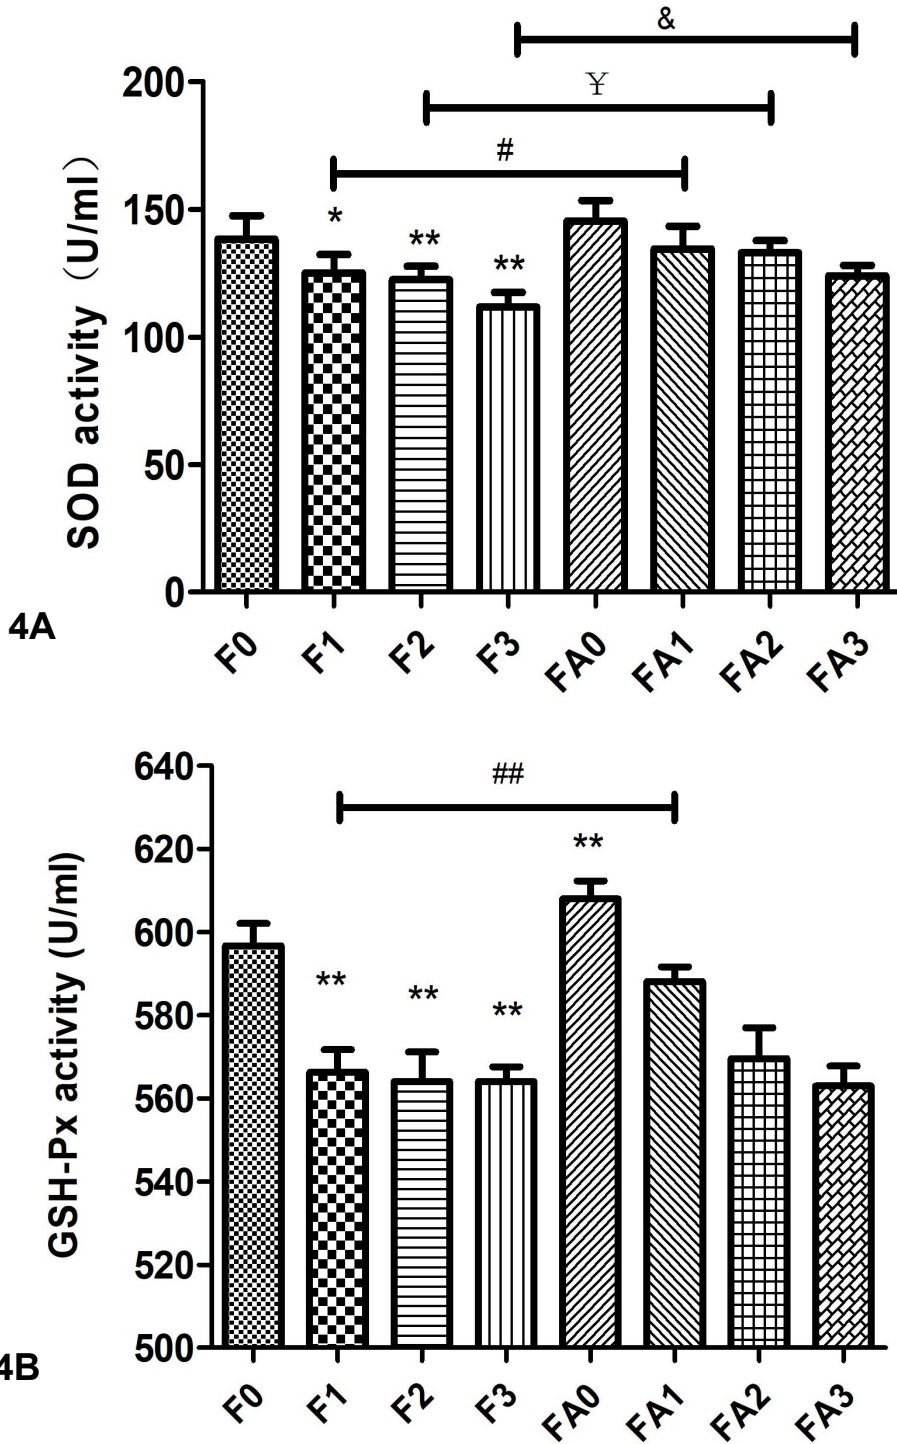 &
¥
#
200
150
100
50
0
SOD activity（U/ml）
*
**
**
F0
F1
F2
F3
FA0
FA1
FA2
FA3
4A
##
640
620
600
580
560
540
520
500
GSH-Px activity (U/ml)
**
**
**
**
F0
F1
F2
F3
FA0
FA1
FA2
FA3
4B